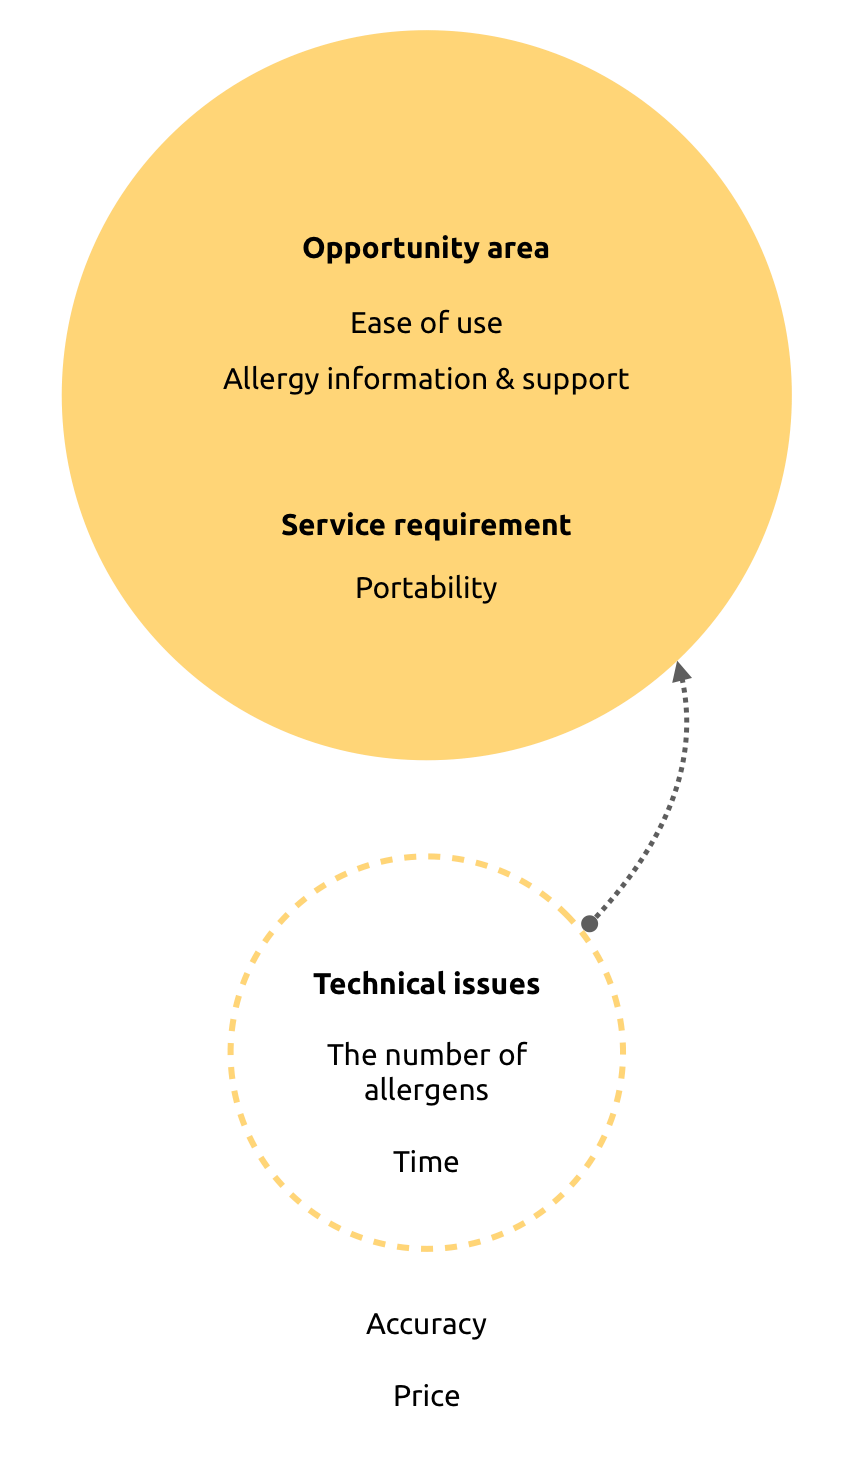 Opportunity area
Ease of use
Allergy information & support
Service requirement
Portability
Technical issues
The number of
allergens
Time
Accuracy
Price